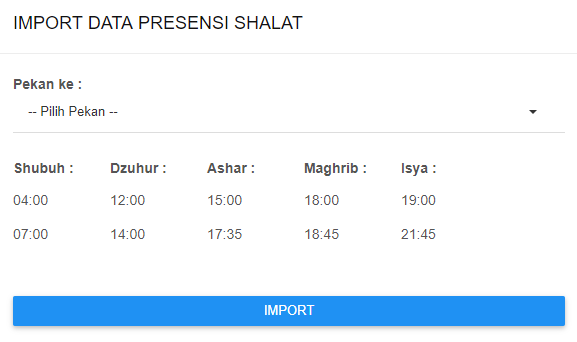 IMPORT DATA PRESENSI SHALAT
Pekan ke :
-- Pilih Pekan --
Shubuh : Dzuhur : Ashar : Maghrib : Isya :
04:00 12:00 15:00 18:00 19:00
07:00 14:00 17:35 18:45 21:45
IMPORT